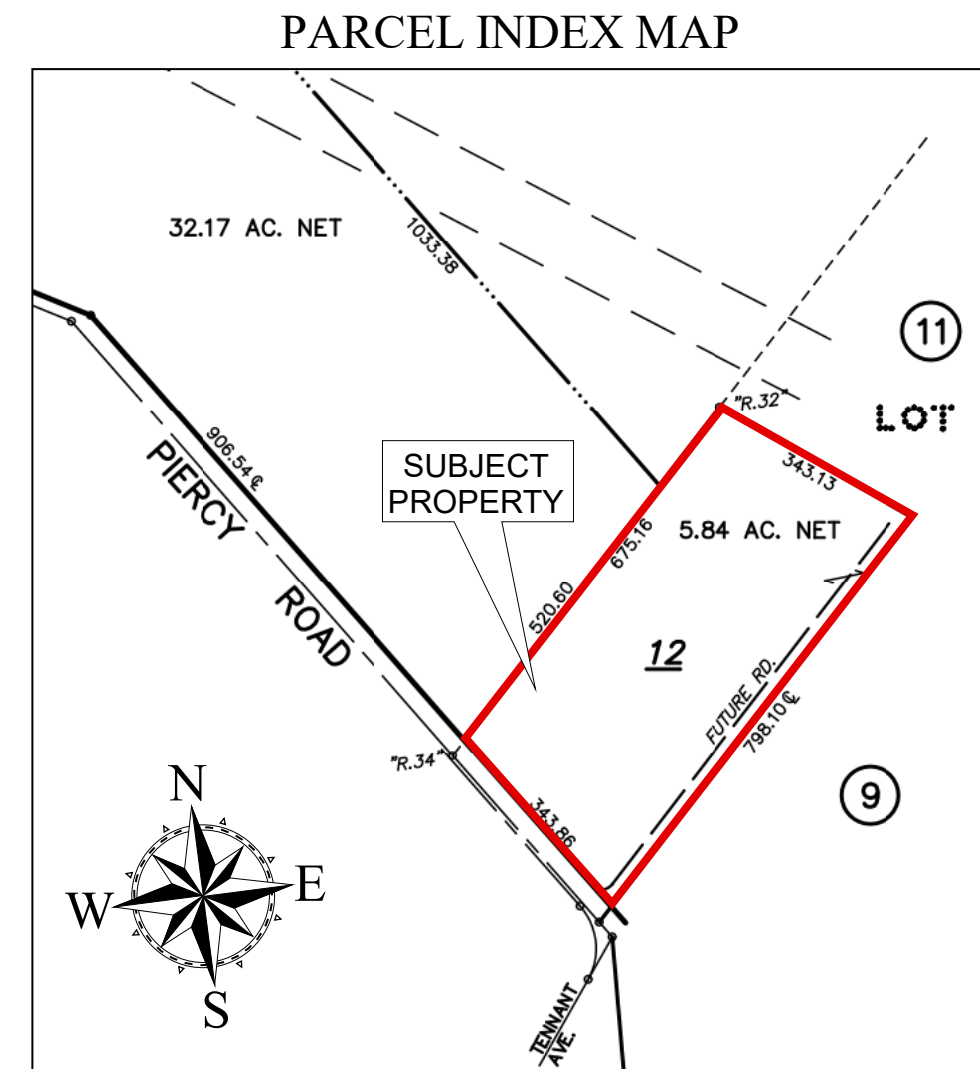 PARCEL INDEX MAP
32.17 AC. NET
1033.38
11
"R.32"
LOT
343.13
906.54 ℄
PIERCY
ROAD
SUBJECT
PROPERTY
675.16
5.84 AC. NET
520.60
12
FUTURE RD.
798.10 ℄
"R.34"
343.86
9
N
W
E
S
TENNANT
AVE.